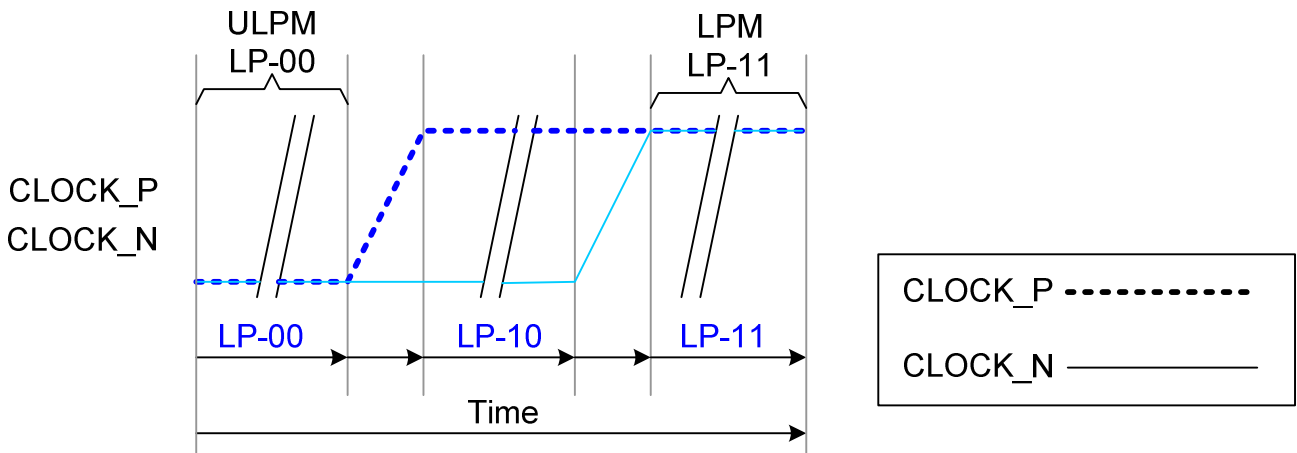 ULPM
LP-00
LPM
LP-11
CLOCK_P
CLOCK_N
LP-00
LP-10
LP-11
Time
CLOCK_P
CLOCK_N